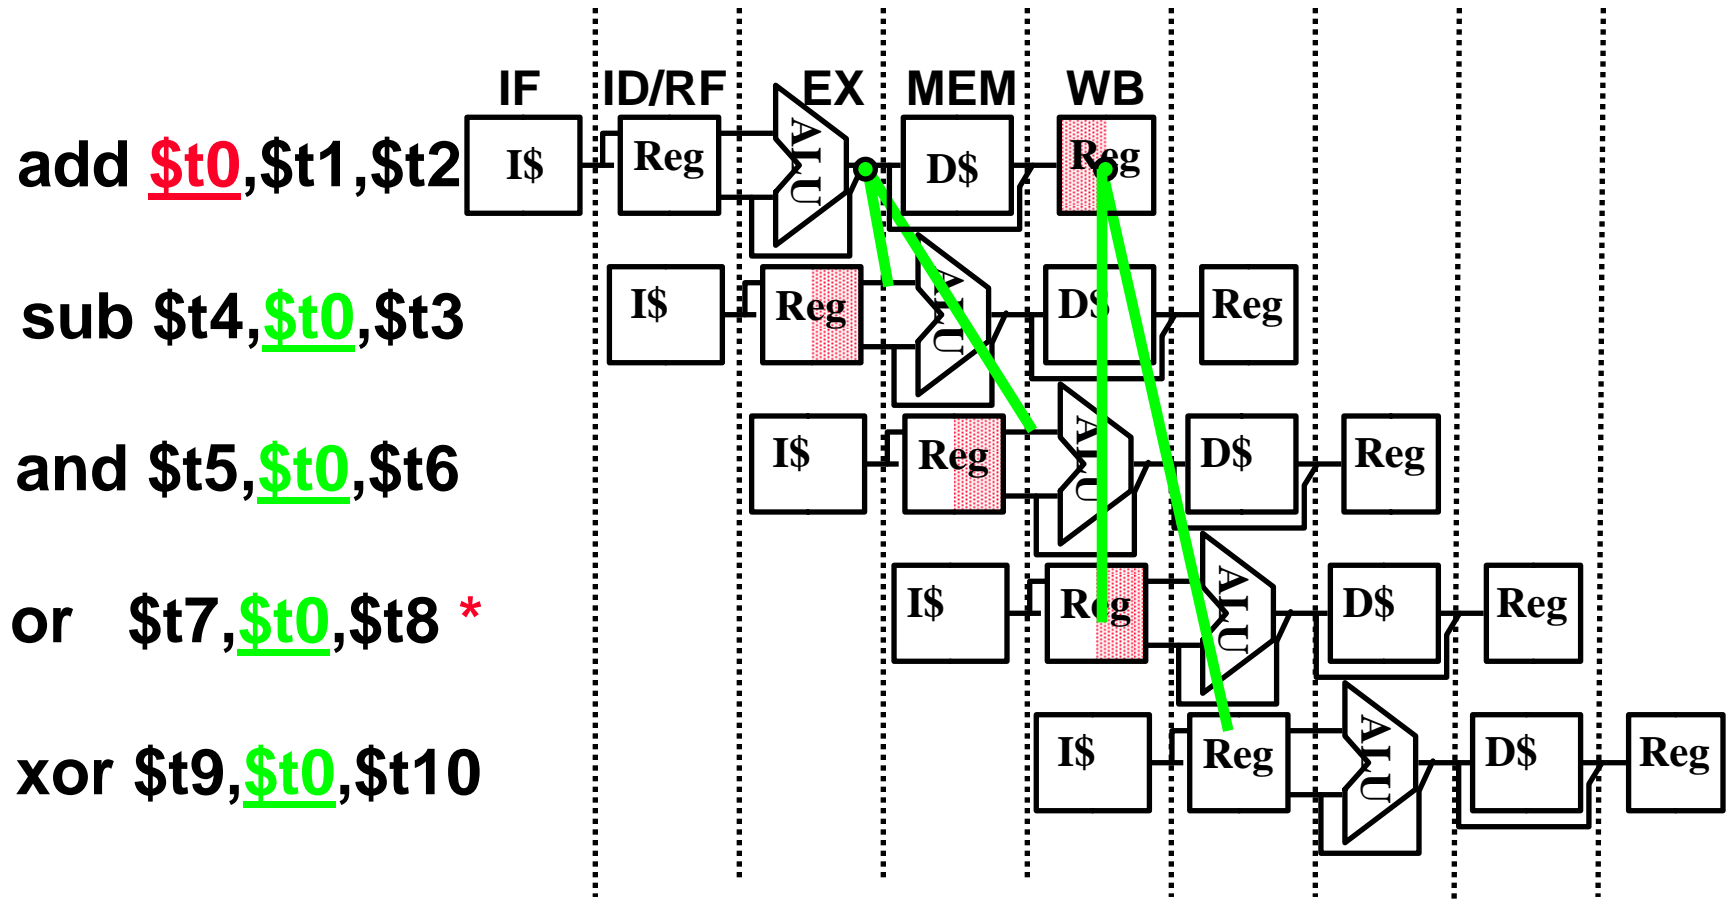 IF ID/RF EX MEM WB
add $t0,$t1,$t2 I$ Reg ALU D$ Reg
sub $t4,$t0,$t3 I$ Reg ALU D$ Reg
and $t5,$t0,$t6 I$ Reg ALU D$ Reg
or $t7,$t0,$t8 * I$ Reg ALU D$ Reg
xor $t9,$t0,$t10 I$ Reg ALU D$ Reg